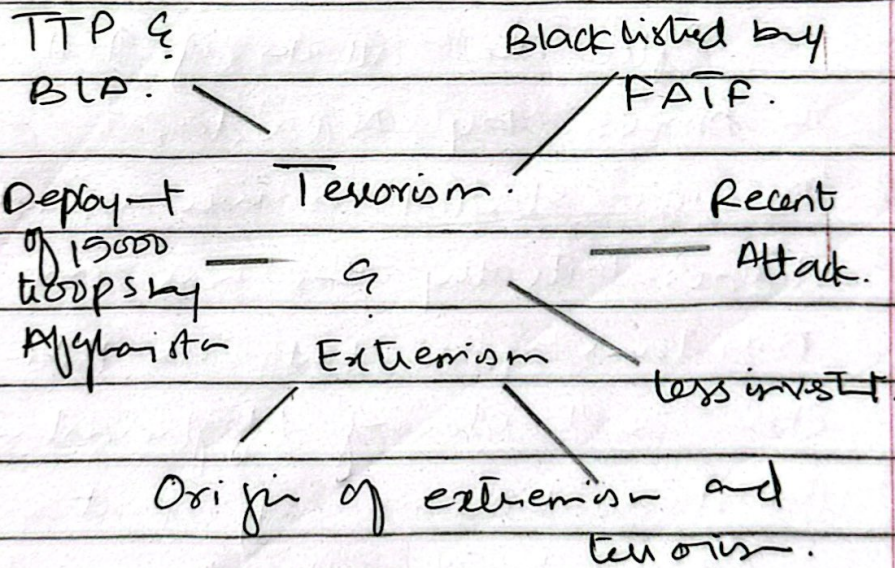 TTP &
BLA.
Blacklisted by
FATF.
Terrorism.
&
Extremism
Deploy-t
of 15000
troops by
Afghanistan
Recent
Attack.
Less invest-t.
Origin of extremism and
terrorism.